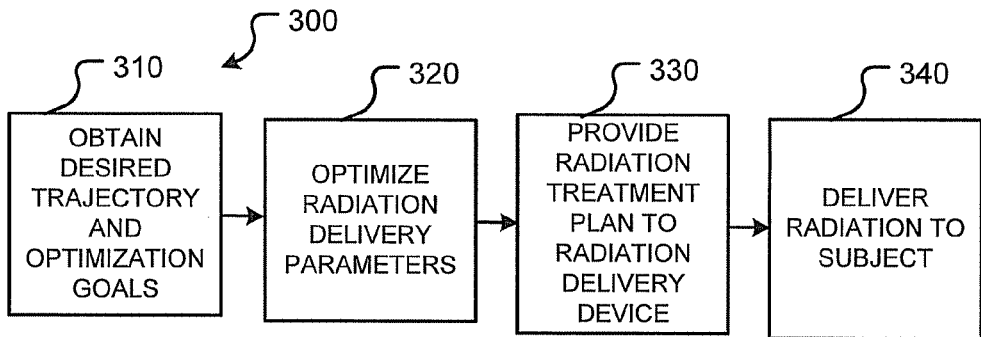 300
310
320
330
340
OBTAIN
DESIRED
TRAJECTORY
AND
OPTIMIZATION
GOALS
OPTIMIZE
RADIATION
DELIVERY
PARAMETERS
PROVIDE
RADIATION
TREATMENT
PLAN TO
RADIATION
DELIVERY
DEVICE
DELIVER
RADIATION TO
SUBJECT